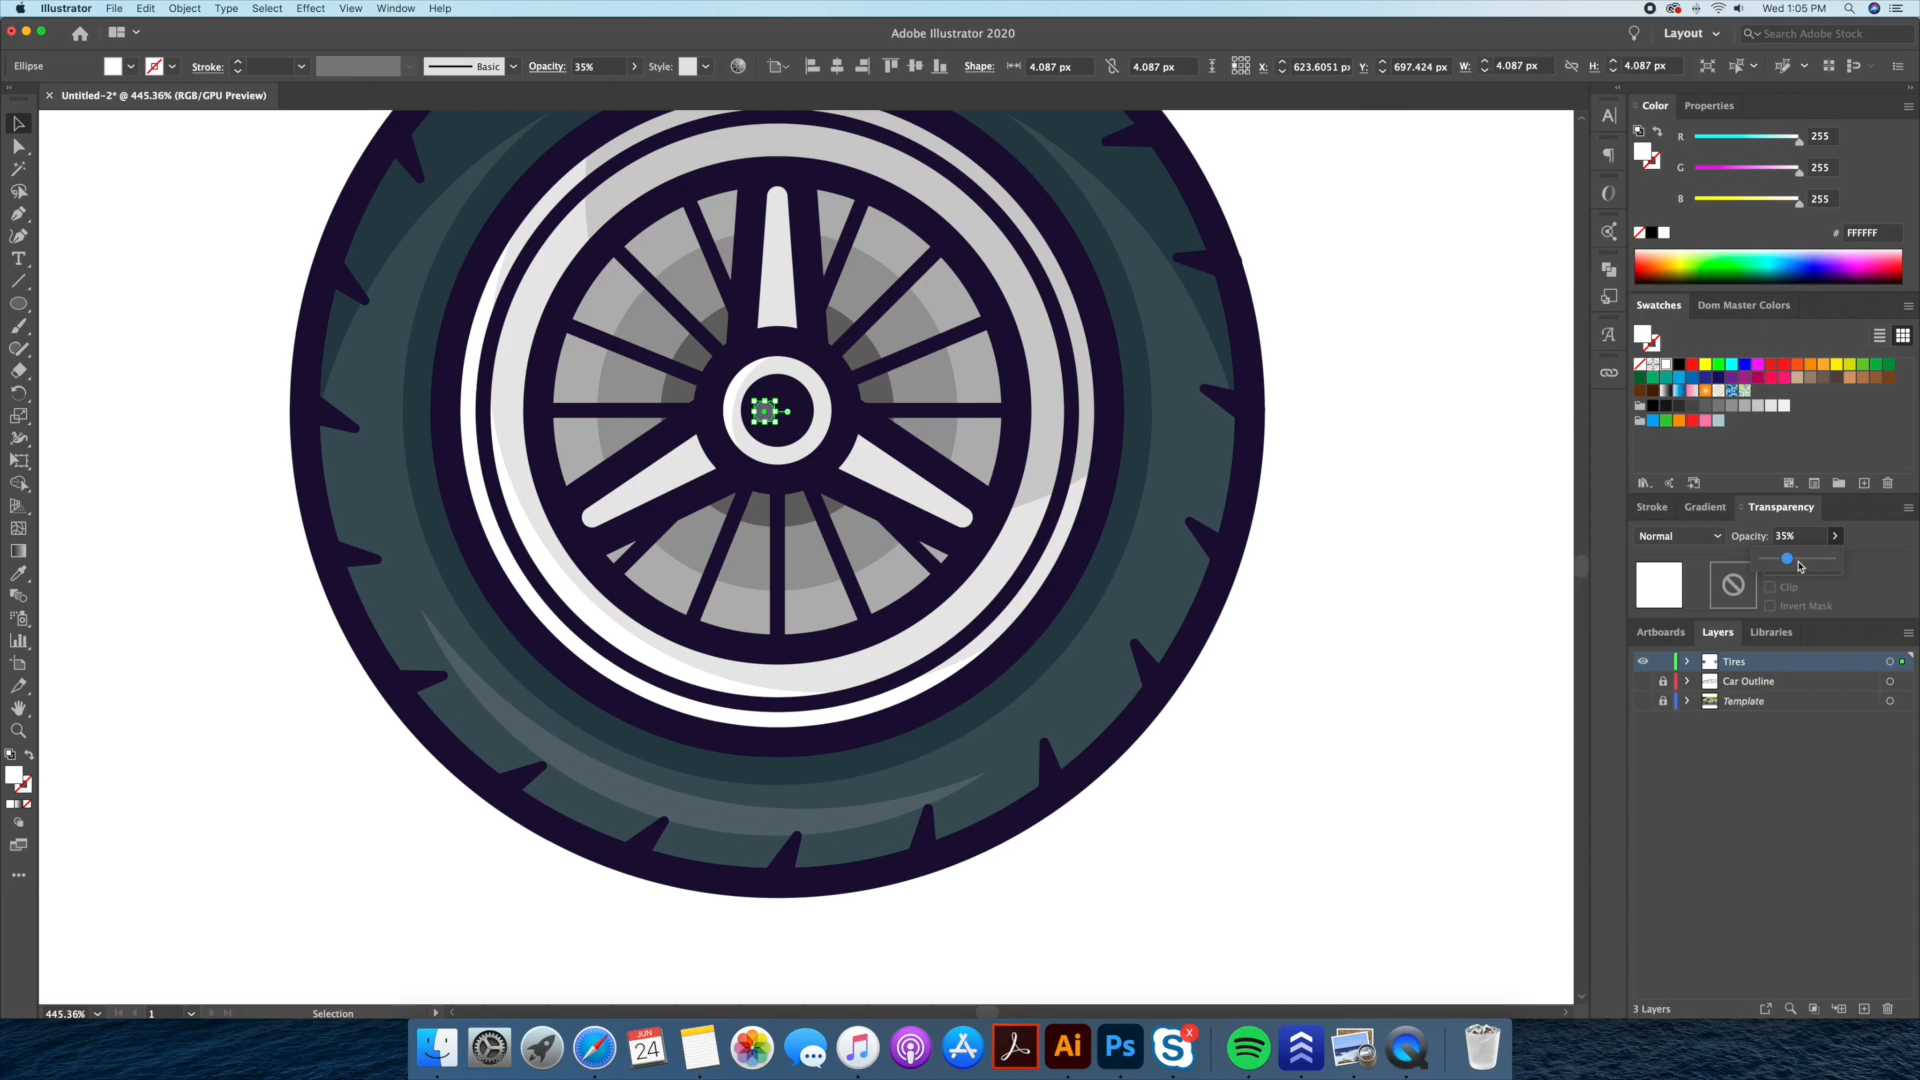 Illustrator File Edit Object Type Select Effect View Window Help Wed 1:05 PM
Adobe Illustrator 2020 Layout Search Adobe Stock
Ellipse Stroke: Basic Opacity: 35% Style: Shape: 4.087 px 4.087 px X: 623.6051 px Y: 697.424 px W: 4.087 px H: 4.087 px
Untitled-2* @ 445.36% (RGB/GPU Preview)
Color Properties
R 255
G 255
B 255
# FFFFFF
Swatches Dom Master Colors
Stroke Gradient Transparency
Normal Opacity: 35%
Clip
Invert Mask
Artboards Layers Libraries
Tires
Car Outline
Template
3 Layers
445.36% 1 Selection
JUN
24
Ai Ps S X